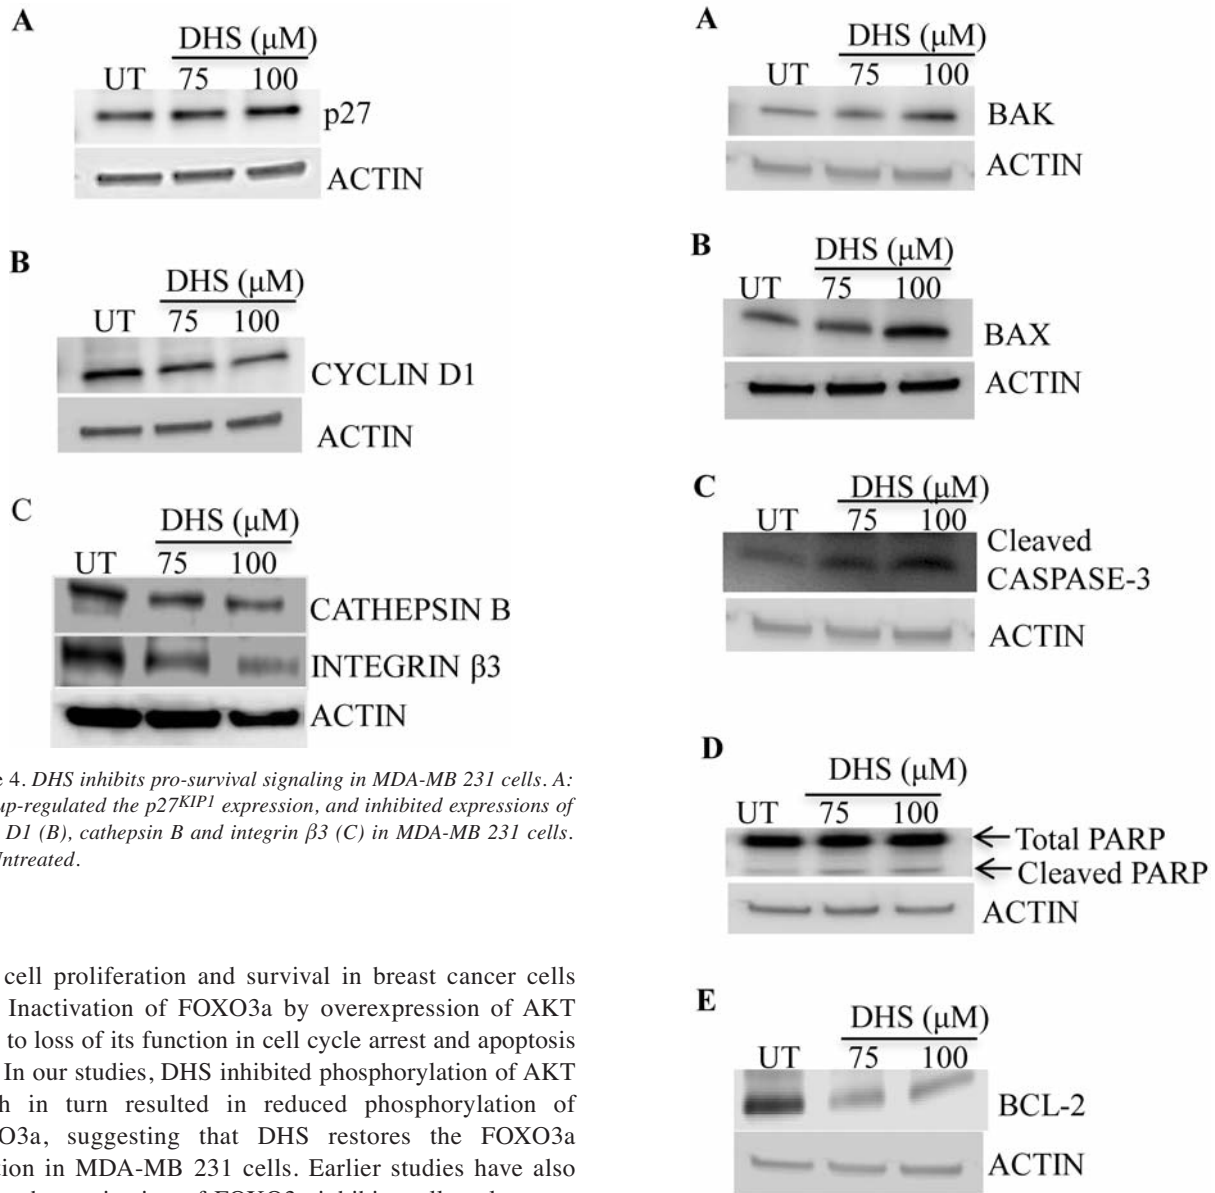 A
DHS (μM)
UT 75 100
p27
ACTIN
B
DHS (μM)
UT 75 100
CYCLIN D1
ACTIN
C
DHS (μM)
UT 75 100
CATHEPSIN B
INTEGRIN β3
ACTIN
4. DHS inhibits pro-survival signaling in MDA-MB 231 cells. A:
up-regulated the p27KIP1 expression, and inhibited expressions of
D1 (B), cathepsin B and integrin β3 (C) in MDA-MB 231 cells.
cell proliferation and survival in breast cancer cells
Inactivation of FOXO3a by overexpression of AKT
to loss of its function in cell cycle arrest and apoptosis
In our studies, DHS inhibited phosphorylation of AKT
in turn resulted in reduced phosphorylation of
suggesting that DHS restores the FOXO3a
in MDA-MB 231 cells. Earlier studies have also
A
DHS (μM)
UT 75 100
BAK
ACTIN
B
DHS (μM)
UT 75 100
BAX
ACTIN
C
DHS (μM)
UT 75 100
Cleaved
CASPASE-3
ACTIN
D
DHS (μM)
UT 75 100
Total PARP
Cleaved PARP
ACTIN
E
DHS (μM)
UT 75 100
BCL-2
ACTIN